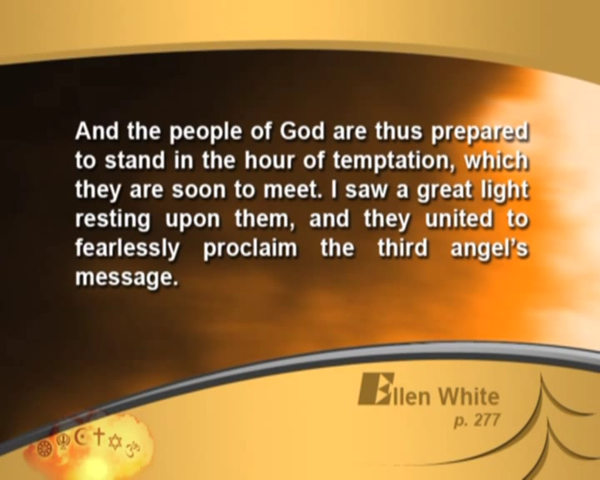 And the people of God are thus prepared
to stand in the hour of temptation, which
they are soon to meet. I saw a great light
resting upon them, and they united to
fearlessly proclaim the third angel's
message.
Ellen White
p. 277